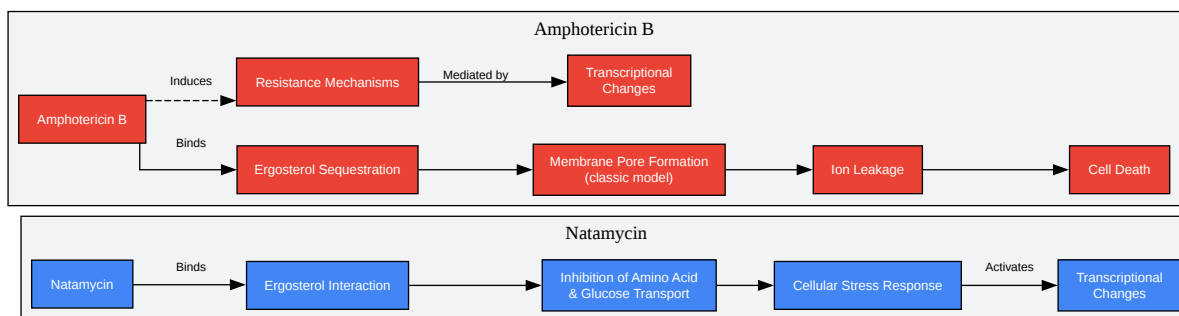 Amphotericin B
Induces
Resistance Mechanisms
Mediated by
Transcriptional
Changes
Amphotericin B
Binds
Ergosterol Sequestration
Membrane Pore Formation
(classic model)
Ion Leakage
Cell Death
Natamycin
Natamycin
Binds
Ergosterol Interaction
Inhibition of Amino Acid
& Glucose Transport
Cellular Stress Response
Activates
Transcriptional
Changes